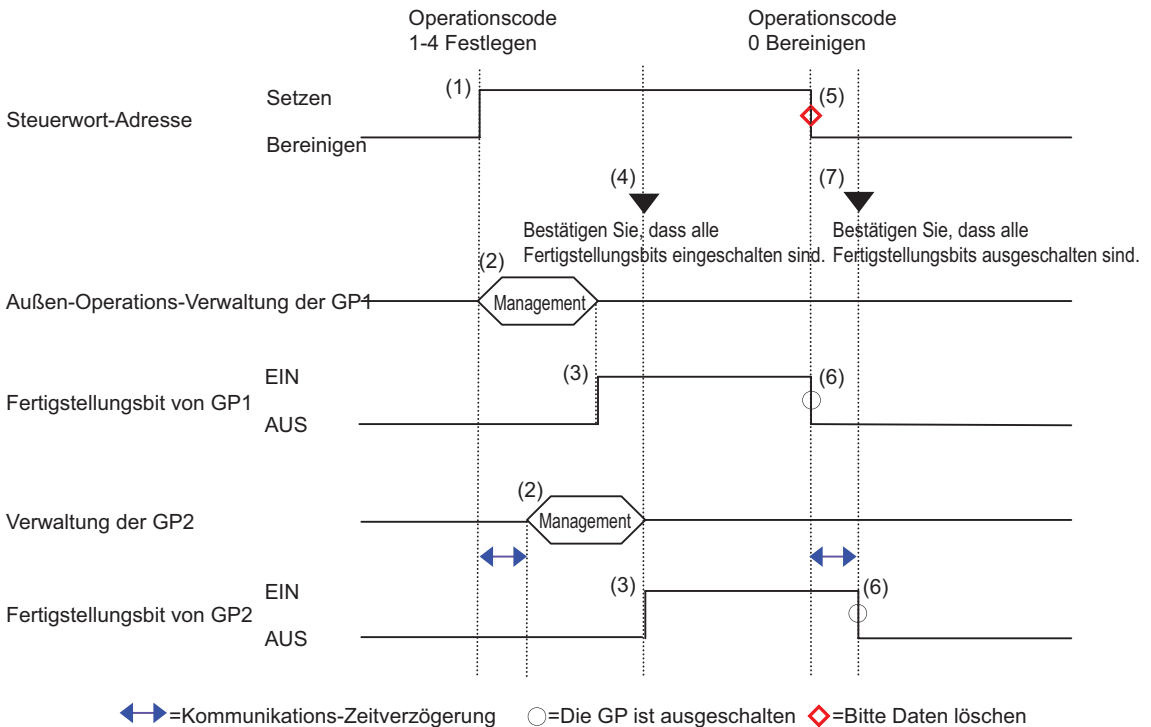 Operationscode
1-4 Festlegen
Operationscode
0 Bereinigen
Steuerwort-Adresse
Setzen
Bereinigen
(1)
(5)
(4)
(7)
Bestätigen Sie, dass alle
Fertigstellungsbits eingeschalten sind.
Bestätigen Sie, dass alle
Fertigstellungsbits ausgeschalten sind.
(2)
Außen-Operations-Verwaltung der GP1
Management
EIN
(3)
(6)
Fertigstellungsbit von GP1
AUS
(2)
Verwaltung der GP2
Management
EIN
(3)
(6)
Fertigstellungsbit von GP2
AUS
=Kommunikations-Zeitverzögerung
=Die GP ist ausgeschalten
=Bitte Daten löschen